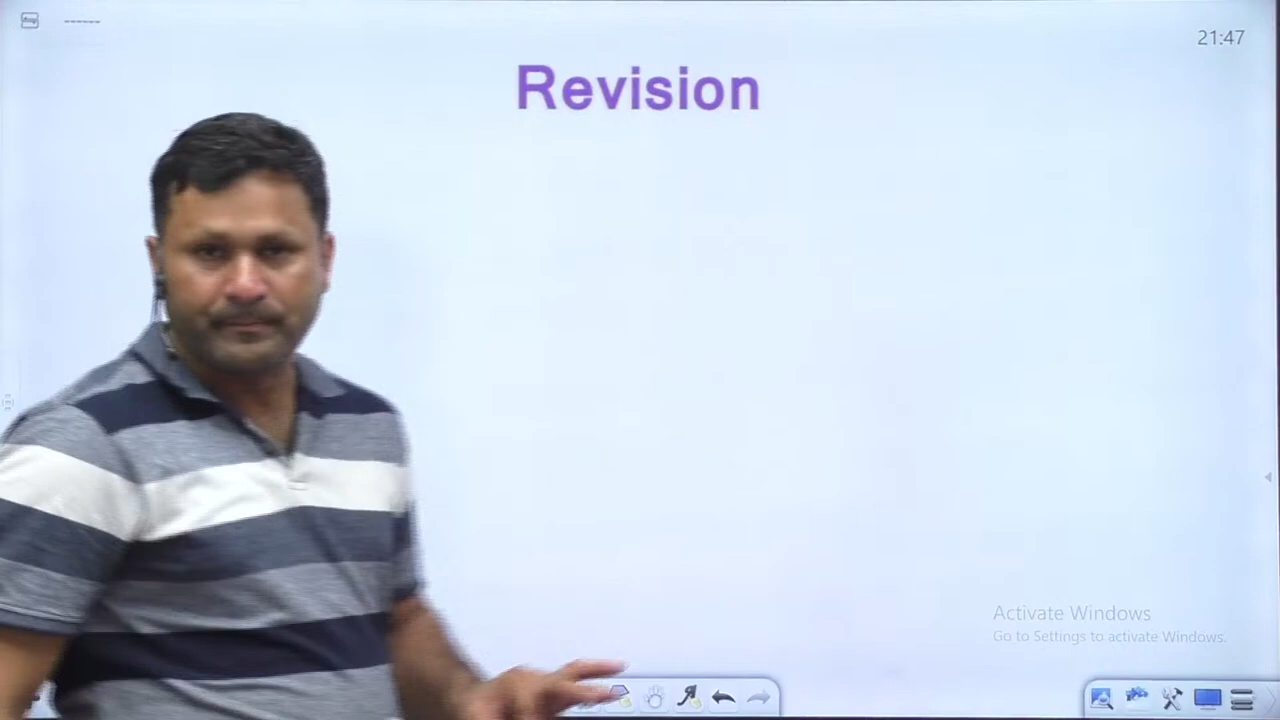 ------
21:47
Revision
Activate Windows
Go to Settings to activate Windows.